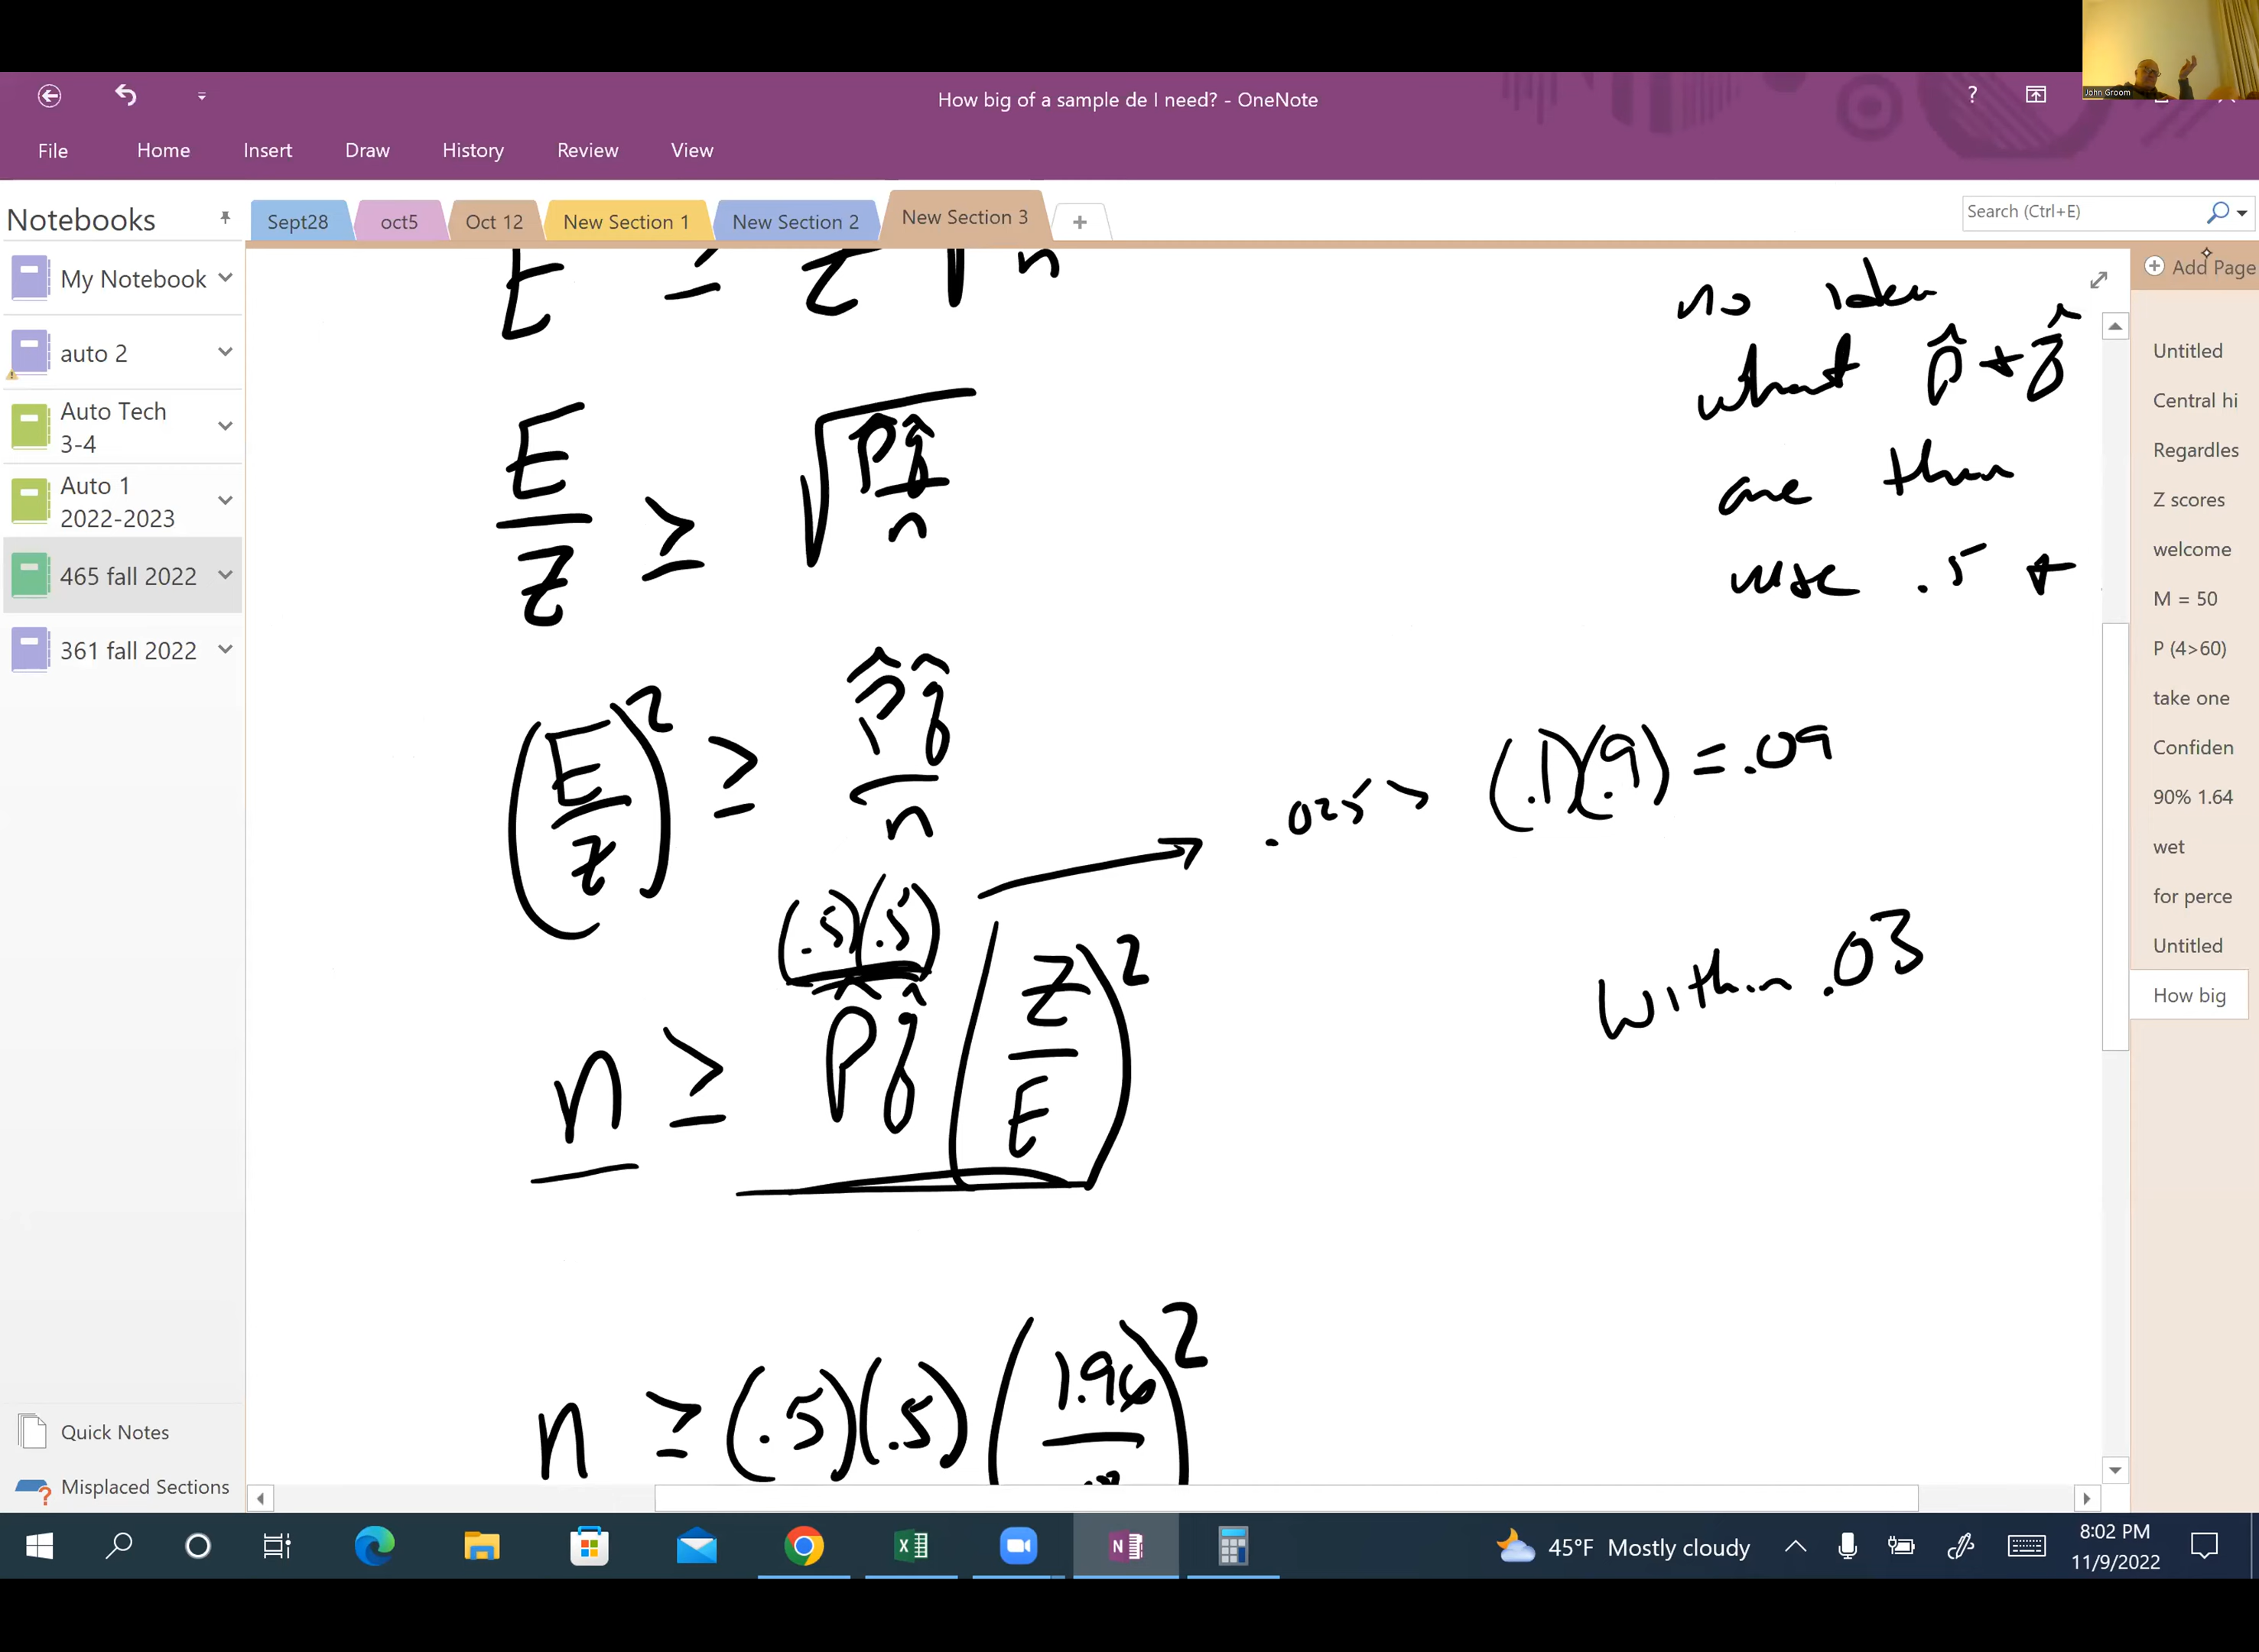 John Groom
How big of a sample de I need? - OneNote
?
File Home Insert Draw History Review View
Notebooks
Sept28 oct5 Oct 12 New Section 1 New Section 2 New Section 3 +
Search (Ctrl+E)
My Notebook
auto 2
Auto Tech
3-4
Auto 1
2022-2023
465 fall 2022
361 fall 2022
Quick Notes
Misplaced Sections
E ≥ z √ n
E/z ≥ √(p̂q̂/n)
(E/z)² ≥ p̂q̂/n
(.5)(.5)
n ≥ p̂q̂ (z/E)²
n ≥ (.5)(.5) (1.96/
)²
no idea
what p̂ + q̂
are then
use .5 +
.025 > (.1)(.9) = .09
Within .03
Add Page
Untitled
Central hi
Regardles
Z scores
welcome
M = 50
P (4>60)
take one
Confiden
90% 1.64
wet
for perce
Untitled
How big
45°F Mostly cloudy
8:02 PM
11/9/2022